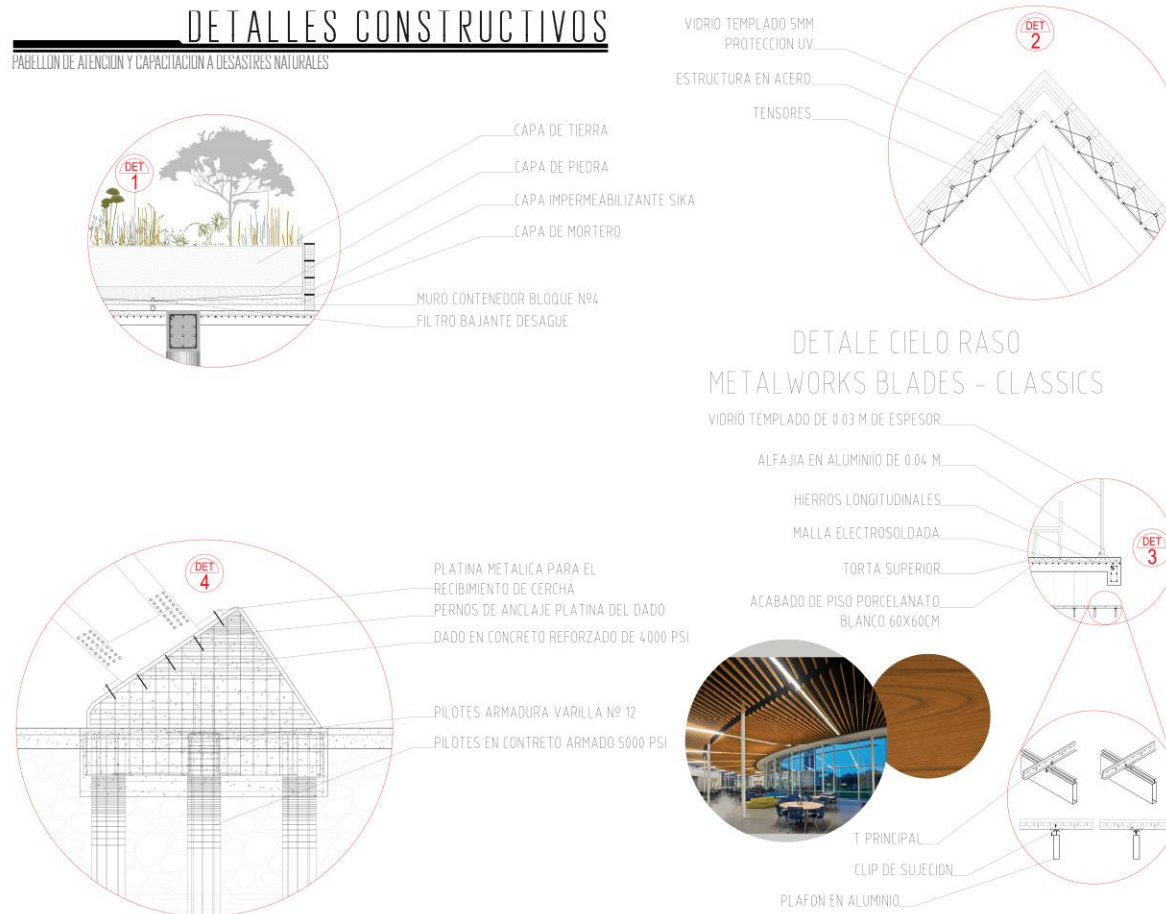 DETALLES CONSTRUCTIVOS
PABELLON DE ATENCION Y CAPACITACION A DESASTRES NATURALES
DET
1
CAPA DE TIERRA
CAPA DE PIEDRA
CAPA IMPERMEABILIZANTE SIKA
CAPA DE MORTERO
MURO CONTENEDOR BLOQUE Nº4
FILTRO BAJANTE DESAGUE
VIDRIO TEMPLADO 5MM
PROTECCION UV
ESTRUCTURA EN ACERO
TENSORES
DET
2
DETALE CIELO RASO
METALWORKS BLADES - CLASSICS
VIDRIO TEMPLADO DE 0.03 M DE ESPESOR
ALFAJIA EN ALUMINIIO DE 0.04 M
HIERROS LONGITUDINALES
MALLA ELECTROSOLDADA
TORTA SUPERIOR
ACABADO DE PISO PORCELANATO
BLANCO 60X60CM
DET
3
DET
4
PLATINA METALICA PARA EL
RECIBIMIENTO DE CERCHA
PERNOS DE ANCLAJE PLATINA DEL DADO
DADO EN CONCRETO REFORZADO DE 4000 PSI
PILOTES ARMADURA VARILLA Nº 12
PILOTES EN CONTRETO ARMADO 5000 PSI
T PRINCIPAL
CLIP DE SUJECION
PLAFON EN ALUMINIO